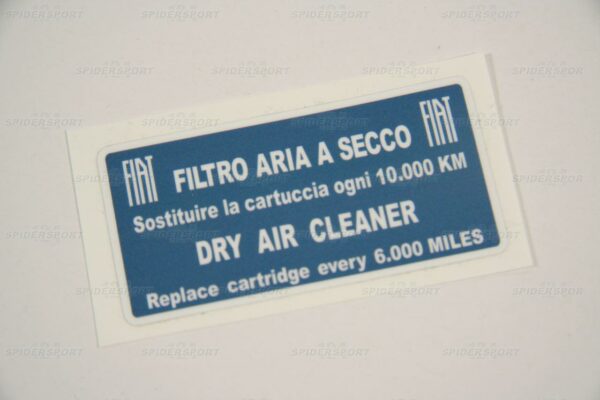 FIAT FILTRO ARIA A SECCO FIAT
Sostituire la cartuccia ogni 10.000 KM
DRY AIR CLEANER
Replace cartridge every 6.000 MILES
SPIDERSPORT